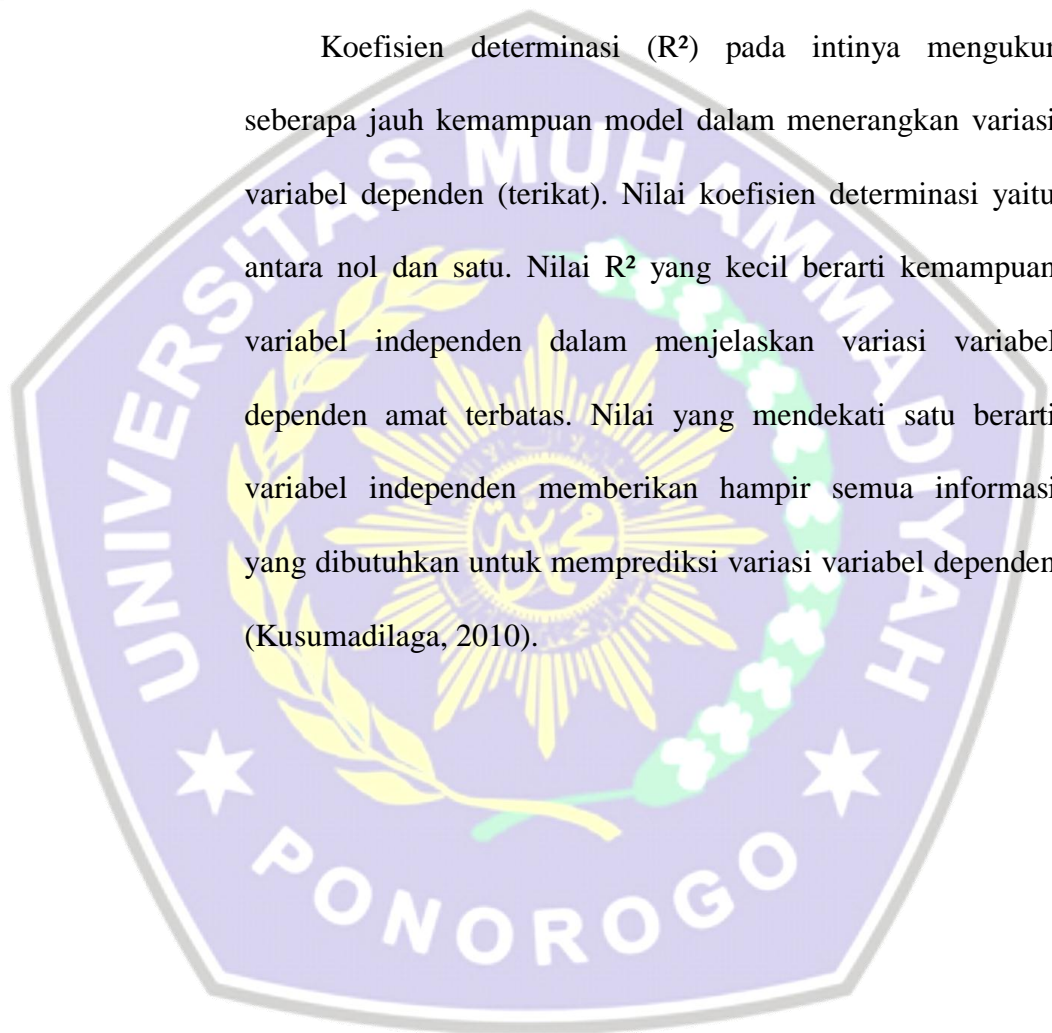 Koefisien determinasi (R²) pada intinya mengukur
seberapa jauh kemampuan model dalam menerangkan variasi
variabel dependen (terikat). Nilai koefisien determinasi yaitu
antara nol dan satu. Nilai R² yang kecil berarti kemampuan
variabel independen dalam menjelaskan variasi variabel
dependen amat terbatas. Nilai yang mendekati satu berarti
variabel independen memberikan hampir semua informasi
yang dibutuhkan untuk memprediksi variasi variabel dependen
(Kusumadilaga, 2010).
UNIVERSITAS MUHAMMADIYAH
PONOROGO